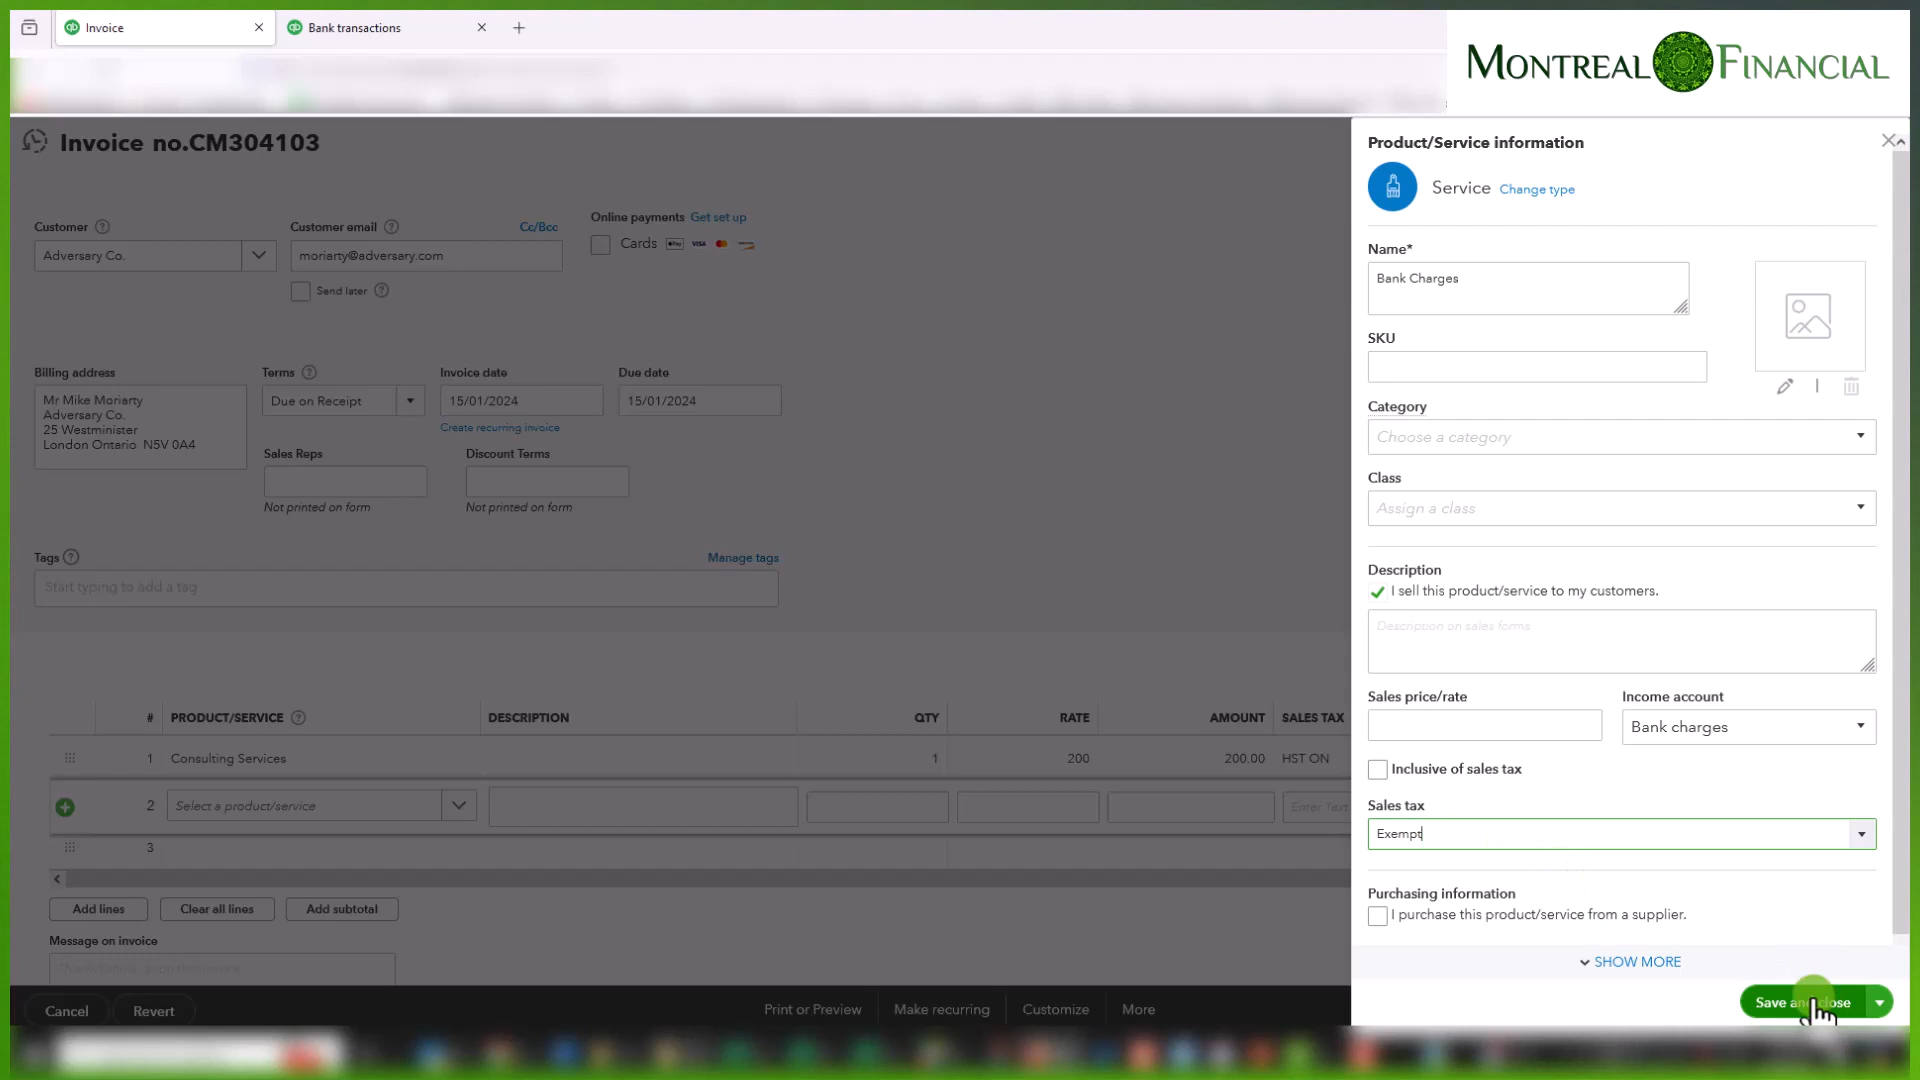 Invoice
Bank transactions
MONTREAL FINANCIAL
Invoice no.CM304103
Customer
Customer email
Cc/Bcc
Online payments Get set up
Adversary Co.
moriarty@adversary.com
Cards
Pay VISA
Send later
Billing address
Terms
Invoice date
Due date
Mr Mike Moriarty
Adversary Co.
25 Westminister
London Ontario N5V 0A4
Due on Receipt
15/01/2024
15/01/2024
Create recurring invoice
Sales Reps
Discount Terms
Not printed on form
Not printed on form
Tags
Manage tags
Start typing to add a tag
# PRODUCT/SERVICE DESCRIPTION QTY RATE AMOUNT SALES TAX
1 Consulting Services 1 200 200.00 HST ON
2 Select a product/service Enter Text
3
Add lines
Clear all lines
Add subtotal
Message on invoice
Cancel
Revert
Print or Preview
Make recurring
Customize
More
Product/Service information
Service Change type
Name*
Bank Charges
SKU
Category
Choose a category
Class
Assign a class
Description
I sell this product/service to my customers.
Description on sales forms
Sales price/rate
Income account
Bank charges
Inclusive of sales tax
Sales tax
Exempt
Purchasing information
I purchase this product/service from a supplier.
SHOW MORE
Save and close